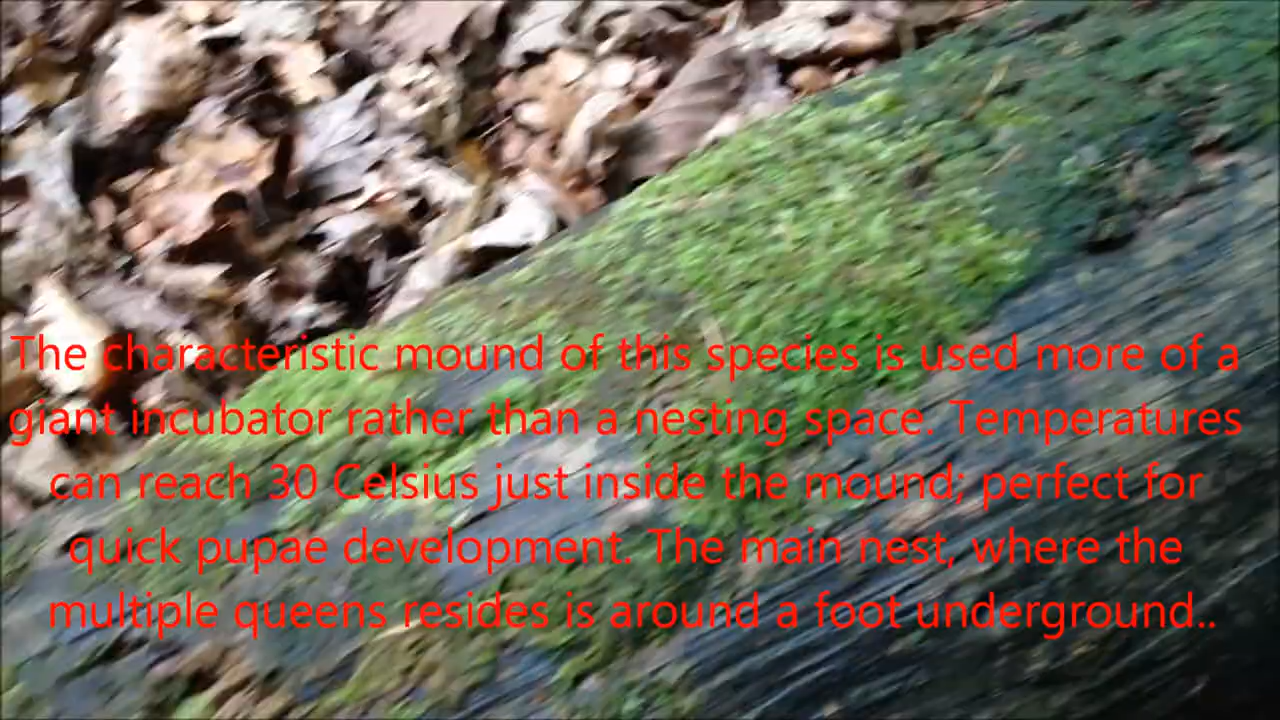 The characteristic mound of this species is used more of a
giant incubator rather than a nesting space. Temperatures
can reach 30 Celsius just inside the mound; perfect for
quick pupae development. The main nest, where the
multiple queens resides is around a foot underground..